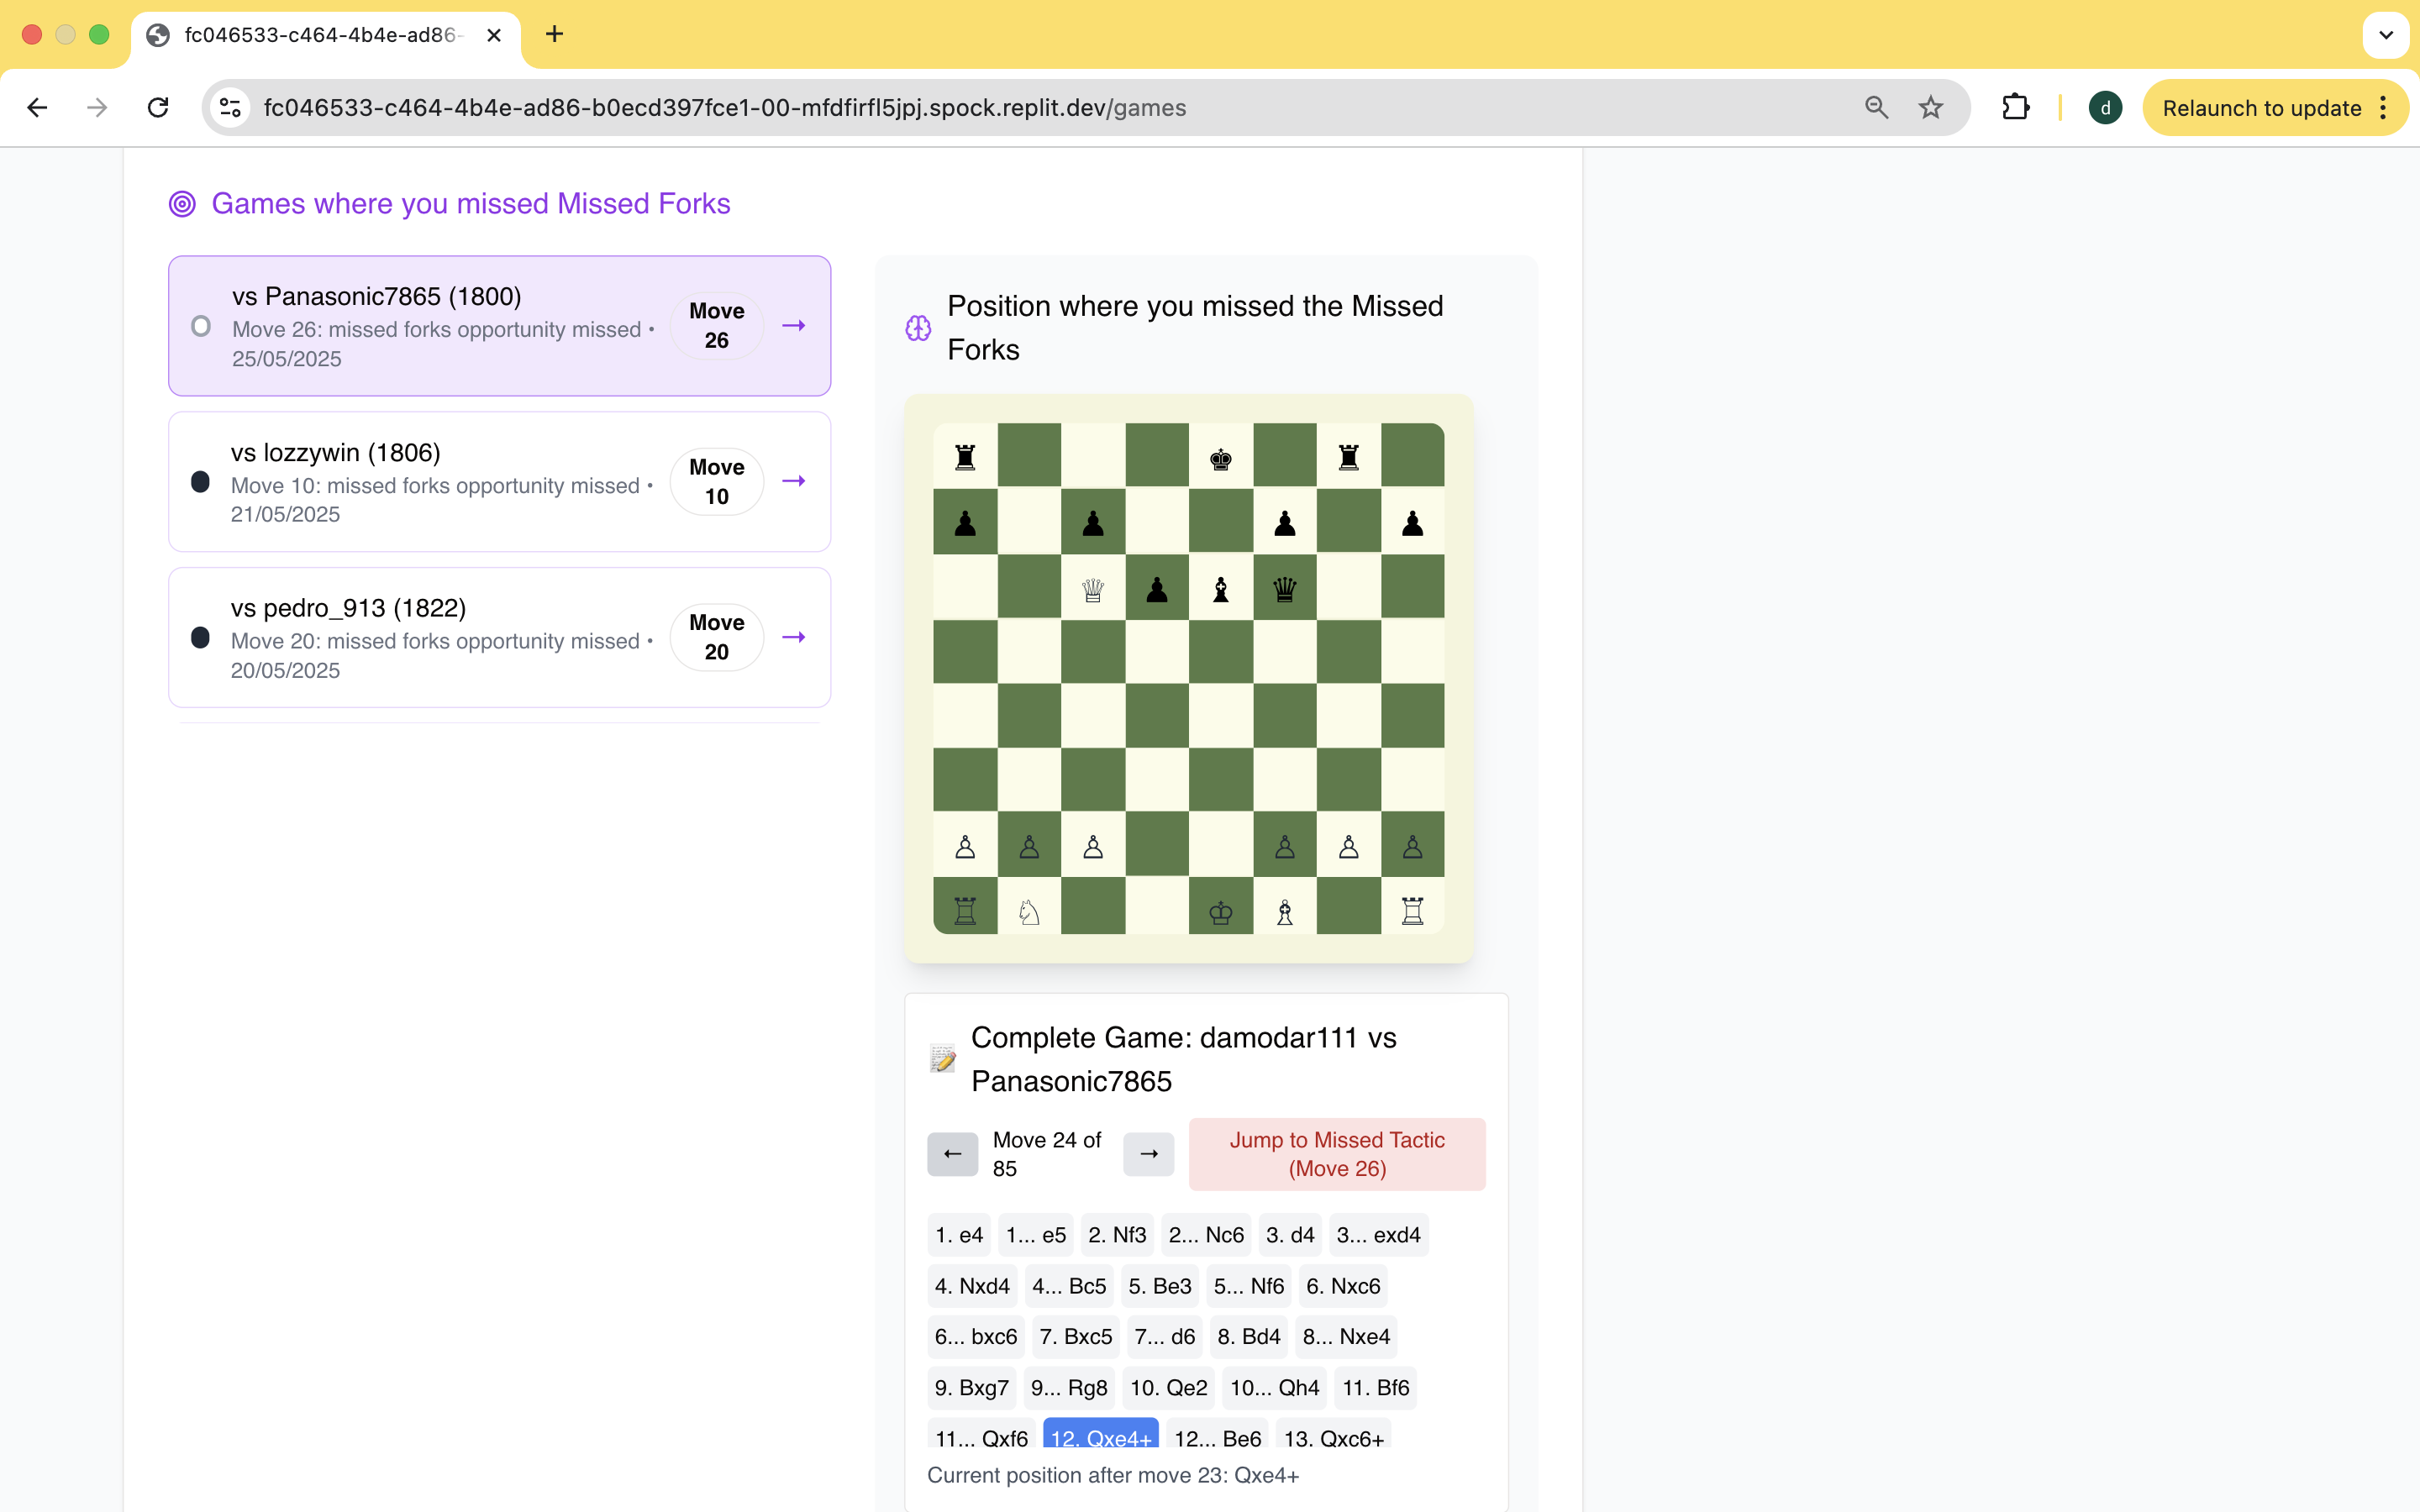 fc046533-c464-4b4e-ad86-
fc046533-c464-4b4e-ad86-b0ecd397fce1-00-mfdfirfl5jpj.spock.replit.dev/games
d
Relaunch to update
Games where you missed Missed Forks
vs Panasonic7865 (1800)
Move 26: missed forks opportunity missed •
25/05/2025
Move
26
vs lozzywin (1806)
Move 10: missed forks opportunity missed •
21/05/2025
Move
10
vs pedro_913 (1822)
Move 20: missed forks opportunity missed •
20/05/2025
Move
20
Position where you missed the Missed
Forks
Complete Game: damodar111 vs
Panasonic7865
Move 24 of
85
Jump to Missed Tactic
(Move 26)
1. e4 1... e5 2. Nf3 2... Nc6 3. d4 3... exd4
4. Nxd4 4... Bc5 5. Be3 5... Nf6 6. Nxc6
6... bxc6 7. Bxc5 7... d6 8. Bd4 8... Nxe4
9. Bxg7 9... Rg8 10. Qe2 10... Qh4 11. Bf6
11... Qxf6 12. Qxe4+ 12... Be6 13. Qxc6+
Current position after move 23: Qxe4+